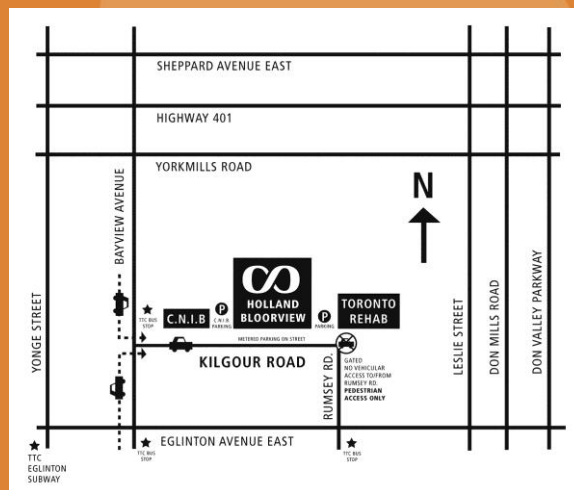 SHEPPARD AVENUE EAST
HIGHWAY 401
YORKMILLS ROAD
N
YONGE STREET
BAYVIEW AVENUE
LESLIE STREET
DON MILLS ROAD
DON VALLEY PARKWAY
TTC BUS
STOP
C.N.I.B
P
C.N.I.B
PARKING
HOLLAND
BLOORVIEW
P
PARKING
TORONTO
REHAB
METERED PARKING ON STREET
KILGOUR ROAD
RUMSEY RD.
GATED
NO VEHICULAR
ACCESS TO/FROM
RUMSEY RD.
PEDESTRIAN
ACCESS ONLY
EGLINTON AVENUE EAST
TTC
EGLINTON
SUBWAY
TTC BUS
STOP
TTC BUS
STOP